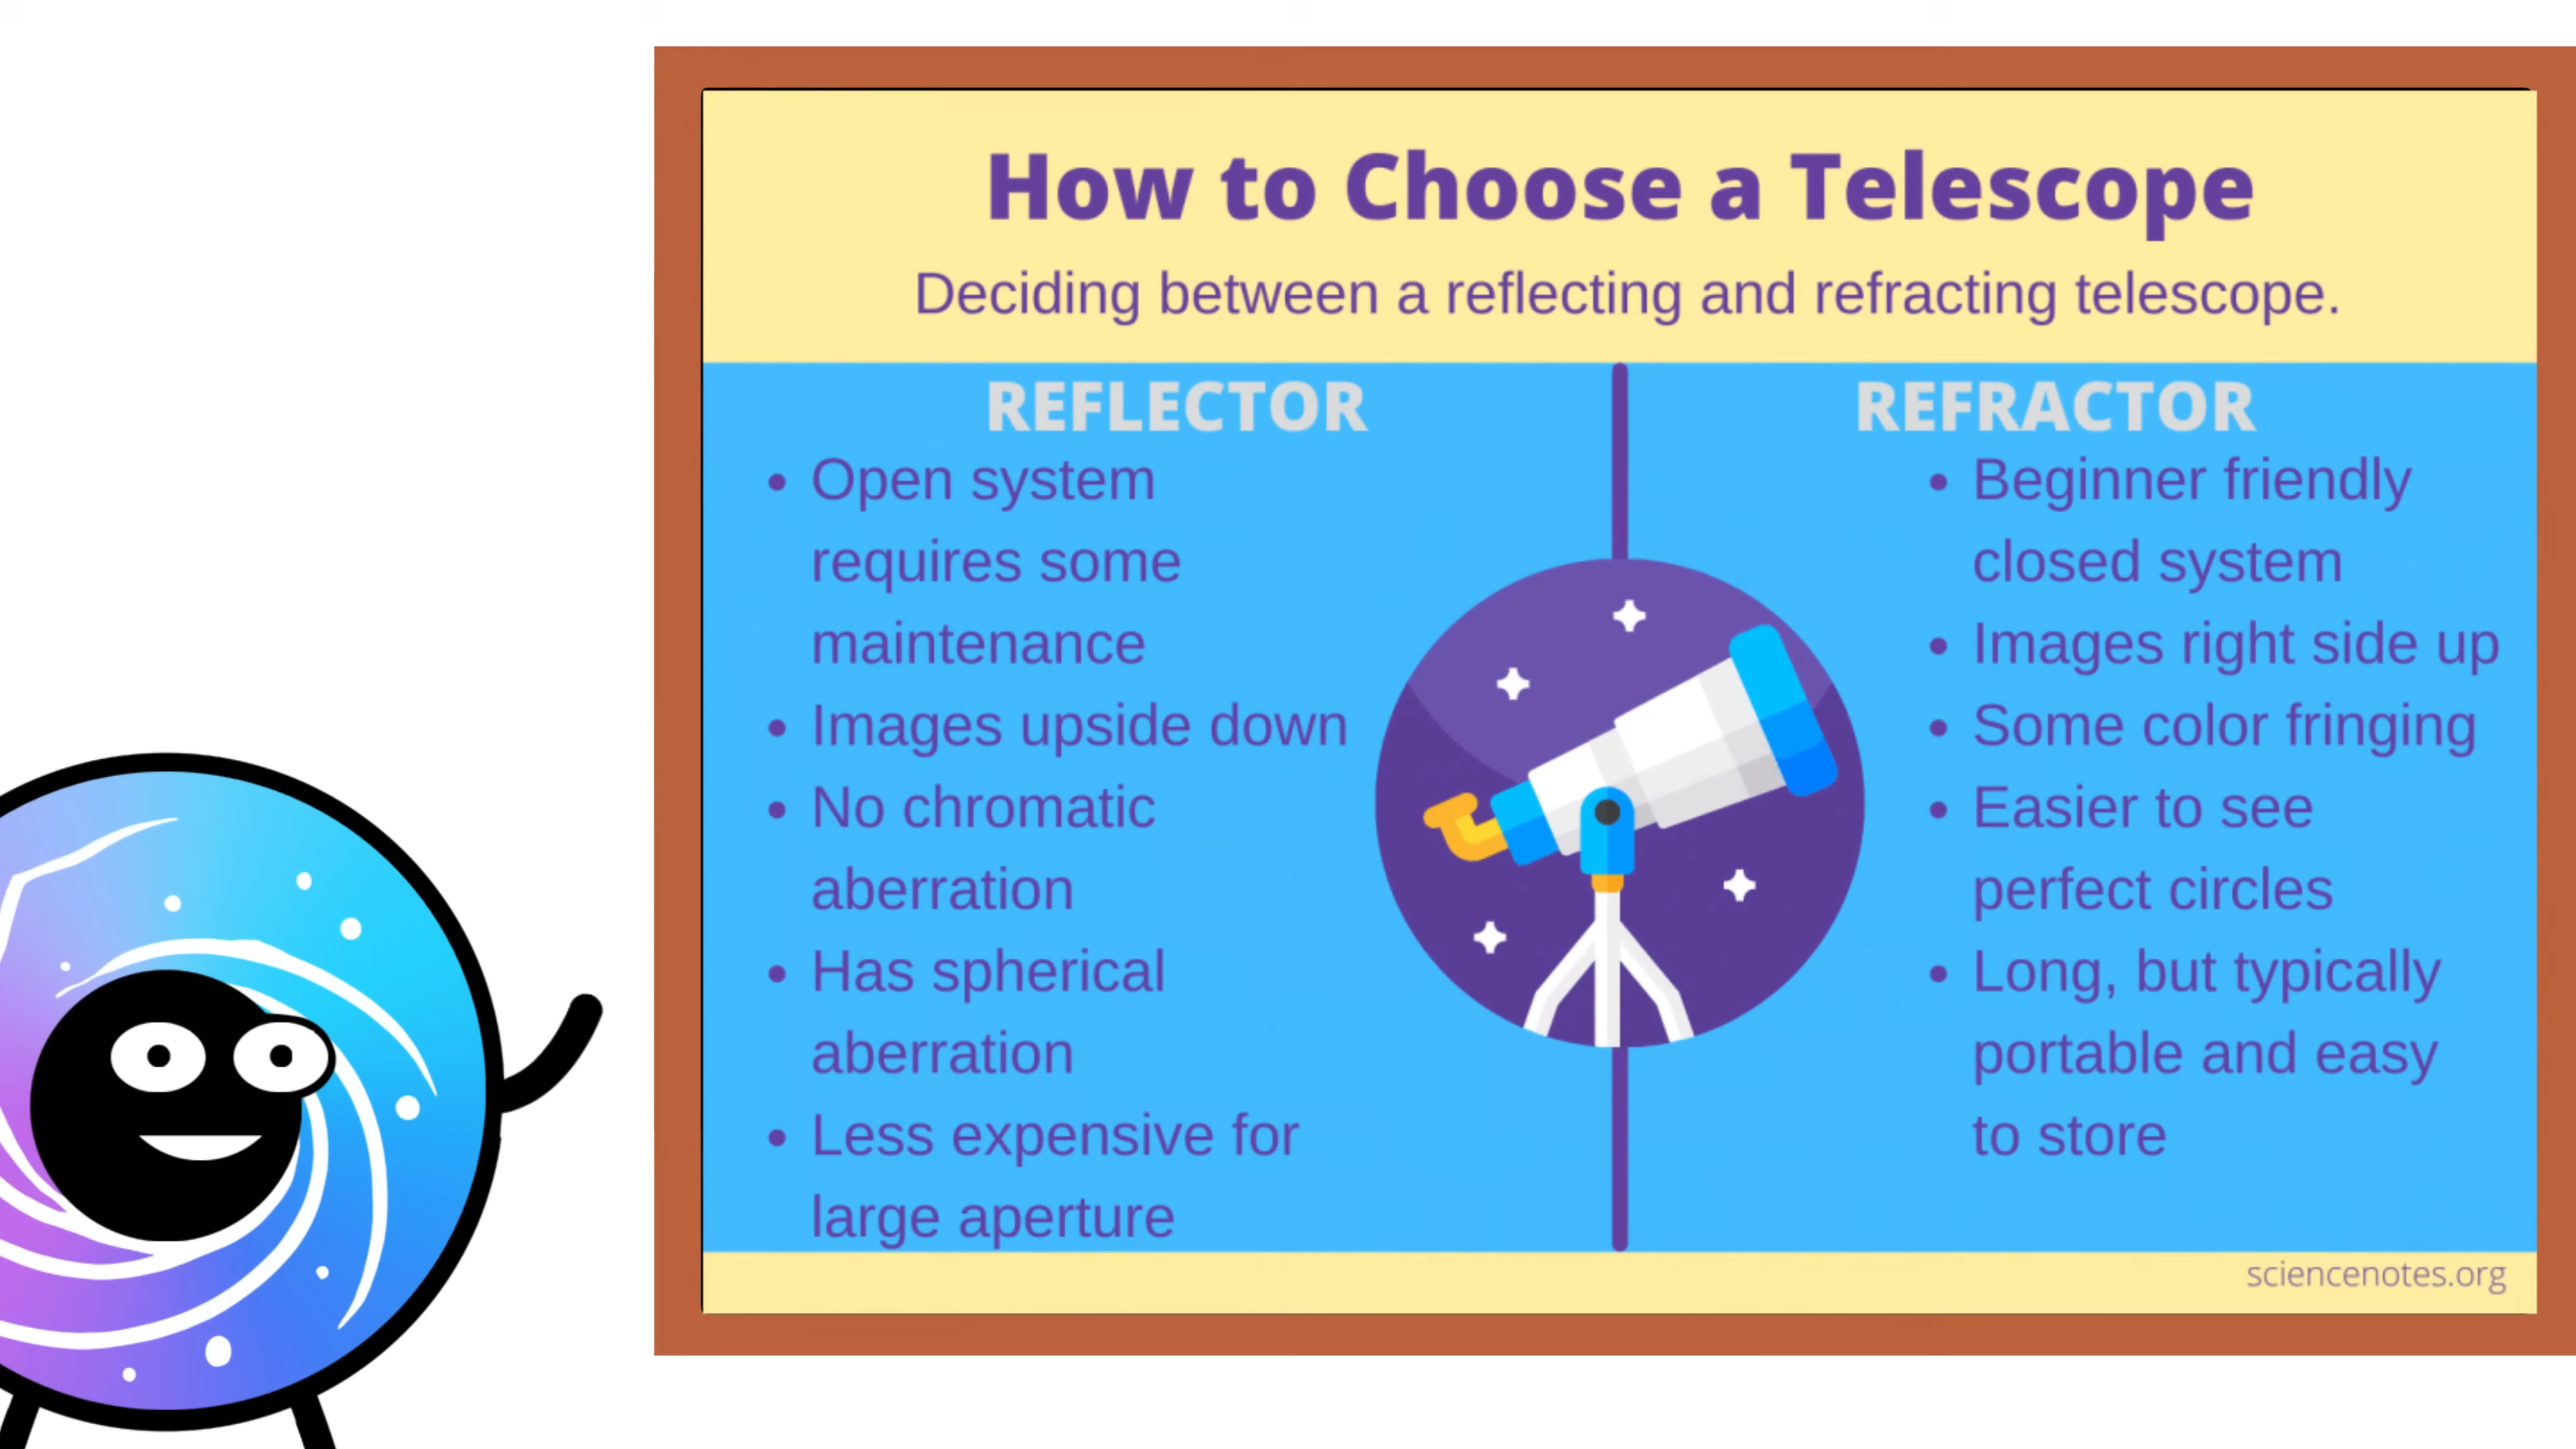 How to Choose a Telescope
Deciding between a reflecting and refracting telescope.
REFLECTOR
• Open system
requires some
maintenance
• Images upside down
• No chromatic
aberration
• Has spherical
aberration
• Less expensive for
large aperture
REFRACTOR
• Beginner friendly
closed system
• Images right side up
• Some color fringing
• Easier to see
perfect circles
• Long, but typically
portable and easy
to store
sciencenotes.org